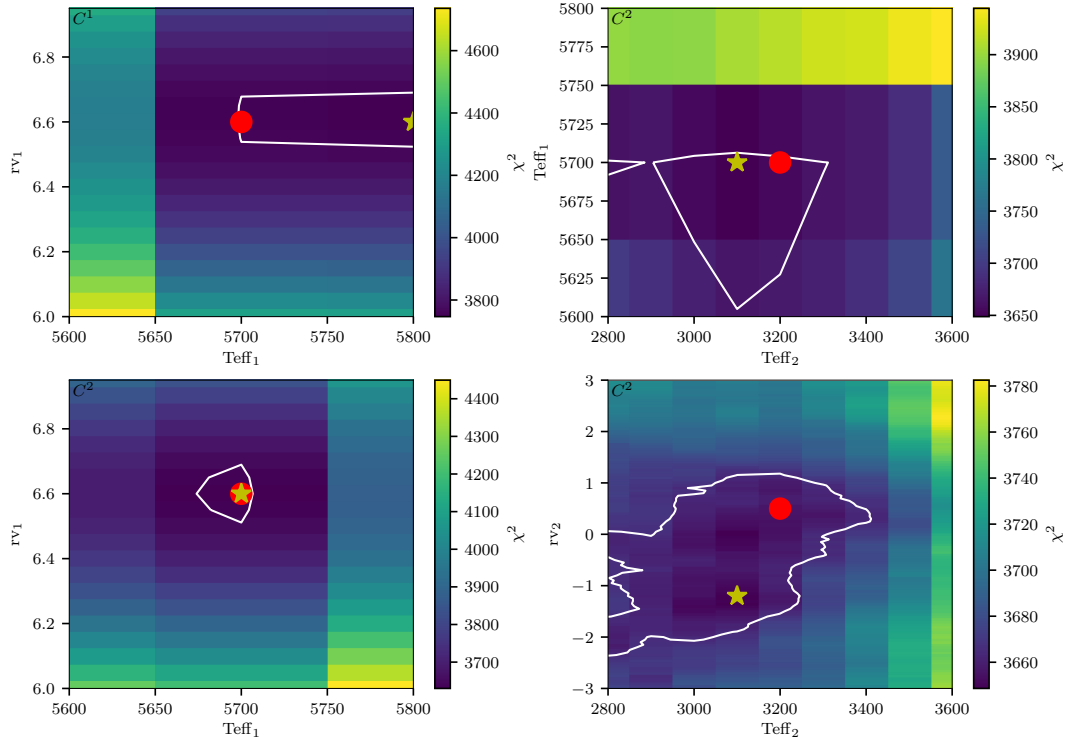 C¹
6.8
6.6
6.4
6.2
6.0
rv₁
5600 5650 5700 5750 5800
Teff₁
4600
4400
4200
4000
3800
χ²
C²
5800
5775
5750
5725
5700
5675
5650
5625
5600
Teff₁
2800 3000 3200 3400 3600
Teff₂
3900
3850
3800
3750
3700
3650
χ²
C²
6.8
6.6
6.4
6.2
6.0
rv₁
5600 5650 5700 5750 5800
Teff₁
4400
4300
4200
4100
4000
3900
3800
3700
χ²
C²
3
2
1
0
−1
−2
−3
rv₂
2800 3000 3200 3400 3600
Teff₂
3780
3760
3740
3720
3700
3680
3660
χ²